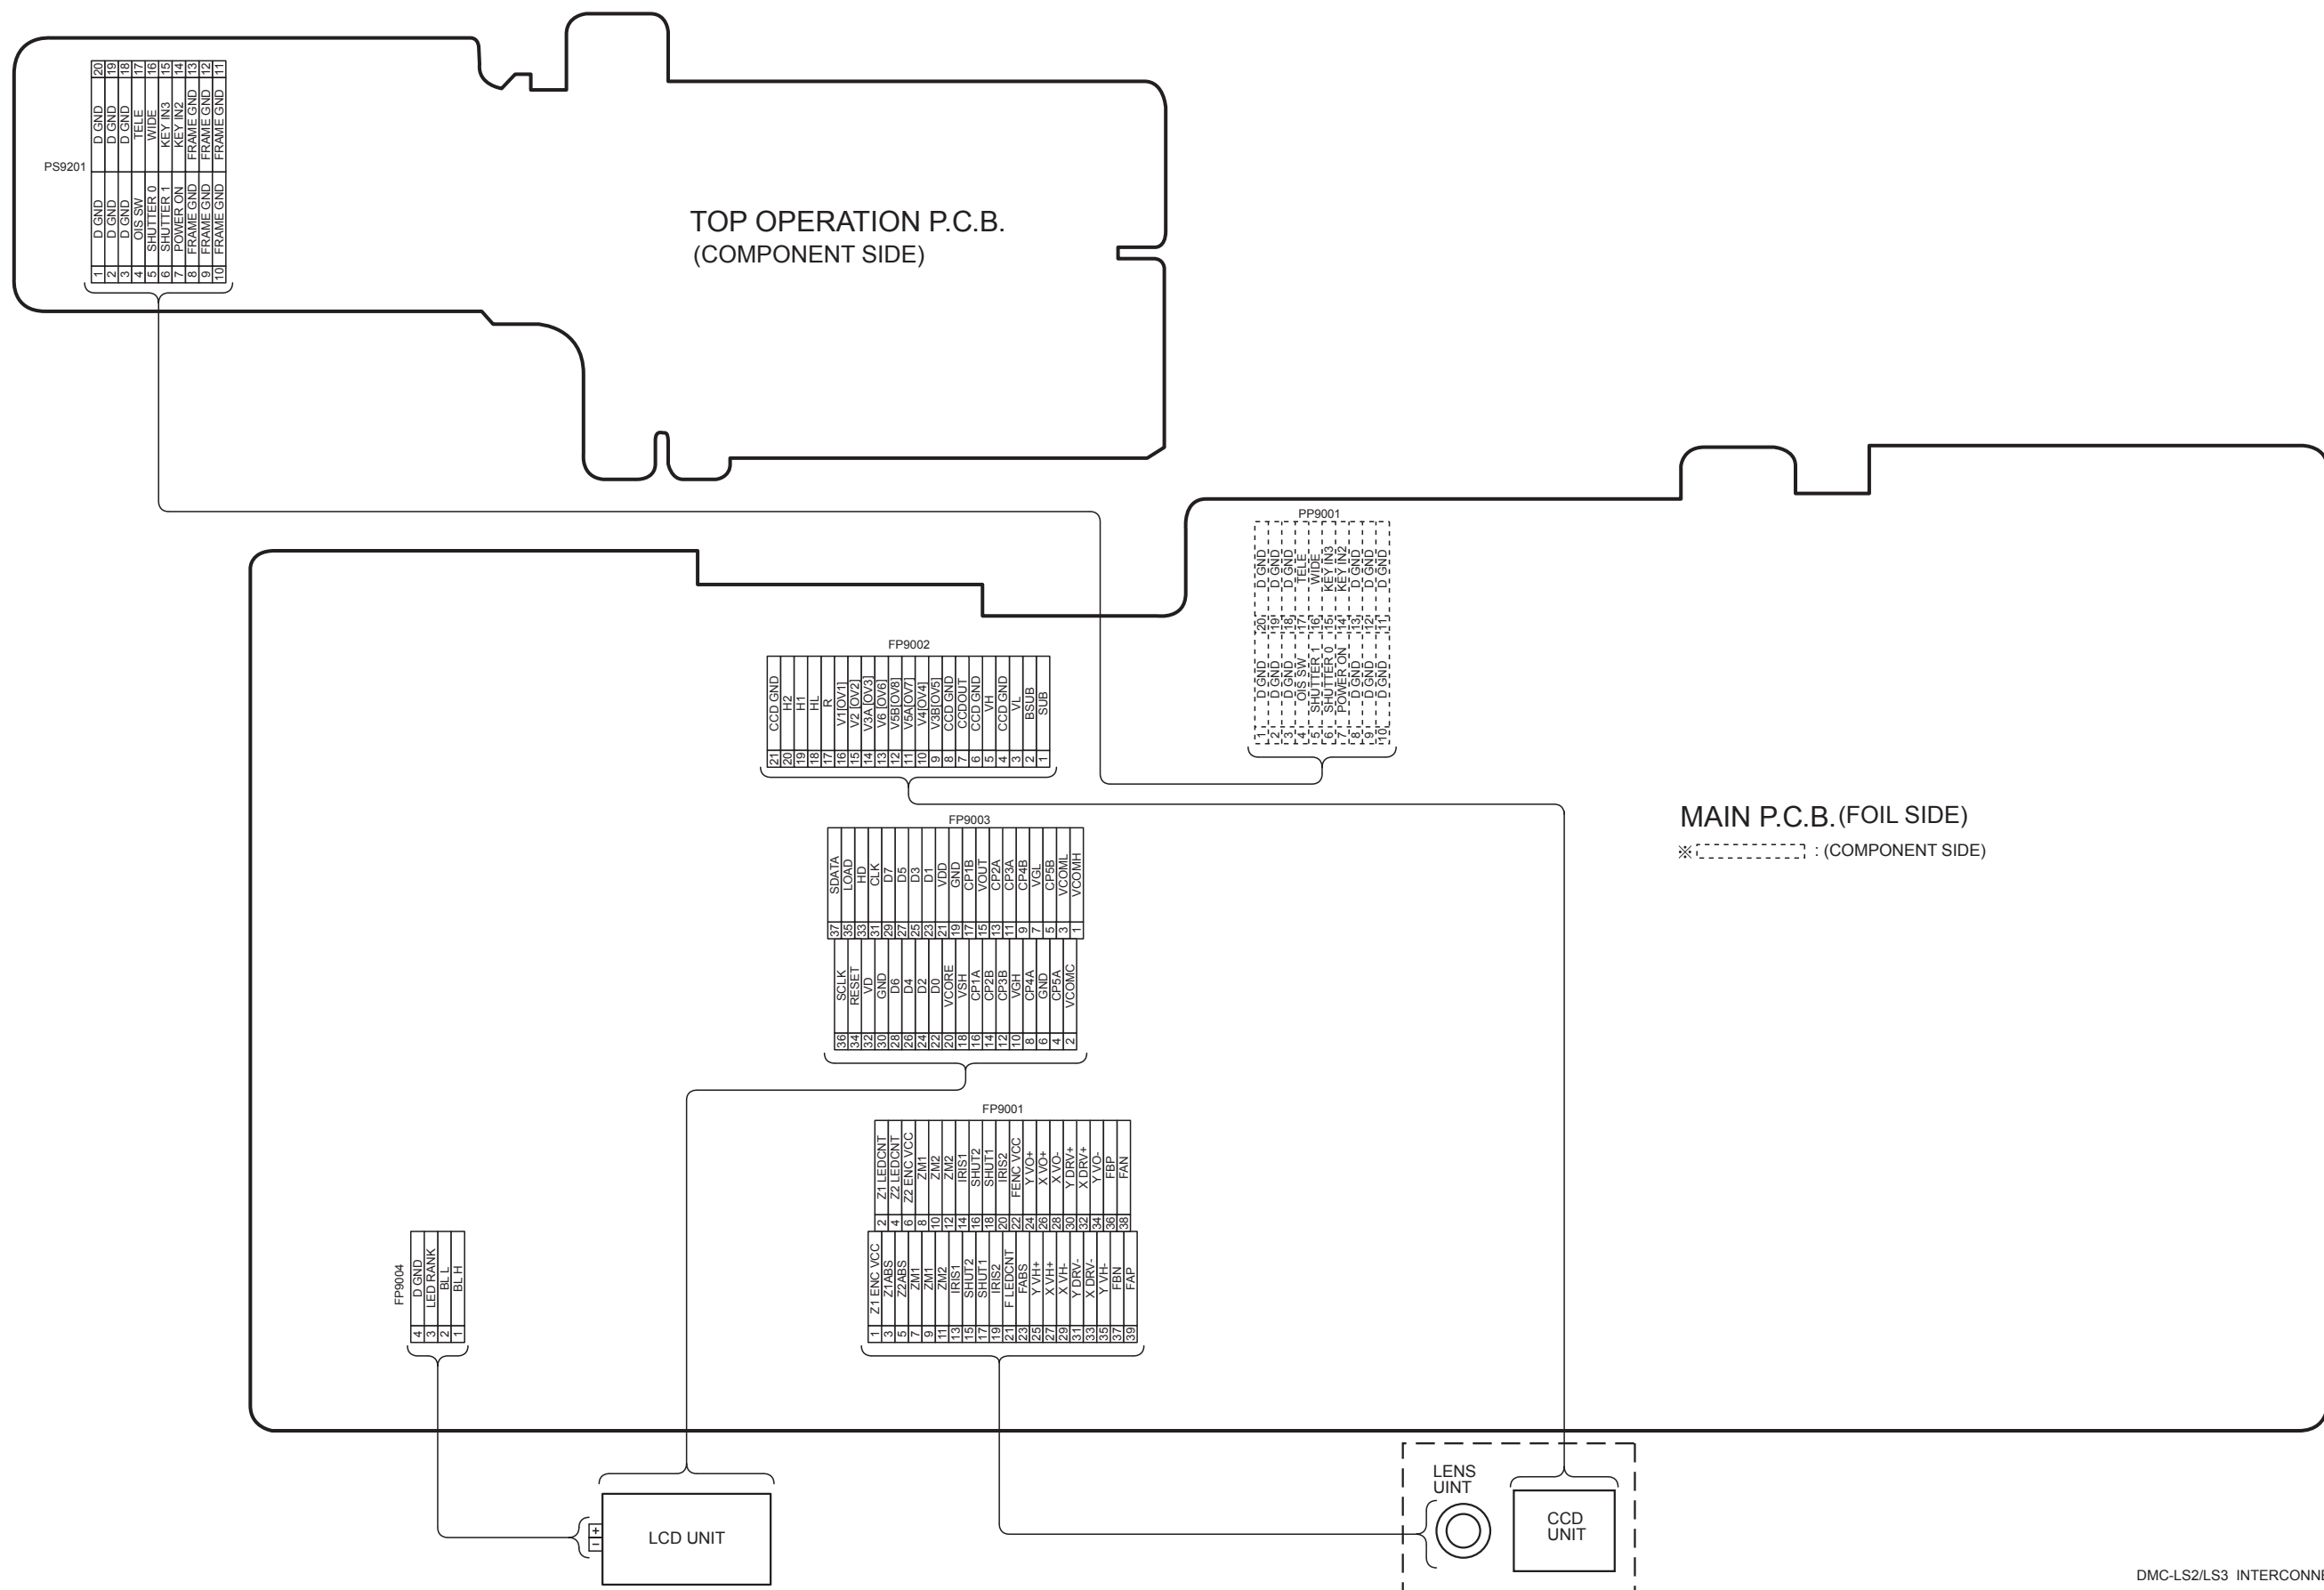 PS9201
20 19 18 17 16 15 14 13 12 11
D GND D GND D GND TELE WIDE KEY IN3 KEY IN2 FRAME GND FRAME GND FRAME GND
D GND D GND D GND OIS SW SHUTTER 0 SHUTTER 1 POWER ON FRAME GND FRAME GND FRAME GND
1 2 3 4 5 6 7 8 9 10
TOP OPERATION P.C.B.
(COMPONENT SIDE)
PP9001
D GND D GND D GND TELE WIDE KEY IN3 KEY IN2 D GND D GND D GND
20 19 18 17 16 15 14 13 12 11
D GND D GND D GND OIS SW SHUTTER 1 SHUTTER 0 POWER ON D GND D GND D GND
1 2 3 4 5 6 7 8 9 10
FP9002
CCD GND H2 H1 HL R V1[OV1] V2 [OV2] V3A [OV3] V6 [OV6] V5B[OV8] V5A[OV7] V4[OV4] V3B[OV5] CCD GND CCDOUT CCD GND VH CCD GND VL BSUB SUB
21 20 19 18 17 16 15 14 13 12 11 10 9 8 7 6 5 4 3 2 1
MAIN P.C.B. (FOIL SIDE)
※ : (COMPONENT SIDE)
FP9003
SDATA LOAD HD CLK D7 D5 D3 D1 VDD GND CP1B VOUT CP2A CP3A CP4B VGL CP5B VCOML VCOMH
37 35 33 31 29 27 25 23 21 19 17 15 13 11 9 7 5 3 1
SCLK RESET VD GND D6 D4 D2 D0 VCORE VSH CP1A CP2B CP3B VGH CP4A GND CP5A VCOMC
36 34 32 30 28 26 24 22 20 18 16 14 12 10 8 6 4 2
FP9001
Z1 LEDCNT Z2 LEDCNT Z2 ENC VCC ZM1 ZM2 ZM2 IRIS1 SHUT2 SHUT1 IRIS2 FENC VCC Y VO+ X VO+ X VO- Y DRV+ X DRV+ Y VO- FBP FAN
2 4 6 8 10 12 14 16 18 20 22 24 26 28 30 32 34 36 38
Z1 ENC VCC Z1ABS Z2ABS ZM1 ZM1 ZM2 IRIS1 SHUT2 SHUT1 IRIS2 F LEDCNT FABS Y VH+ X VH+ X VH- Y DRV- X DRV- Y VH- FBN FAP
1 3 5 7 9 11 13 15 17 19 21 23 25 27 29 31 33 35 37 39
FP9004
D GND LED RANK BL L BL H
4 3 2 1
+
-
LCD UNIT
LENS
UINT
CCD
UNIT
DMC-LS2/LS3 INTERCONN